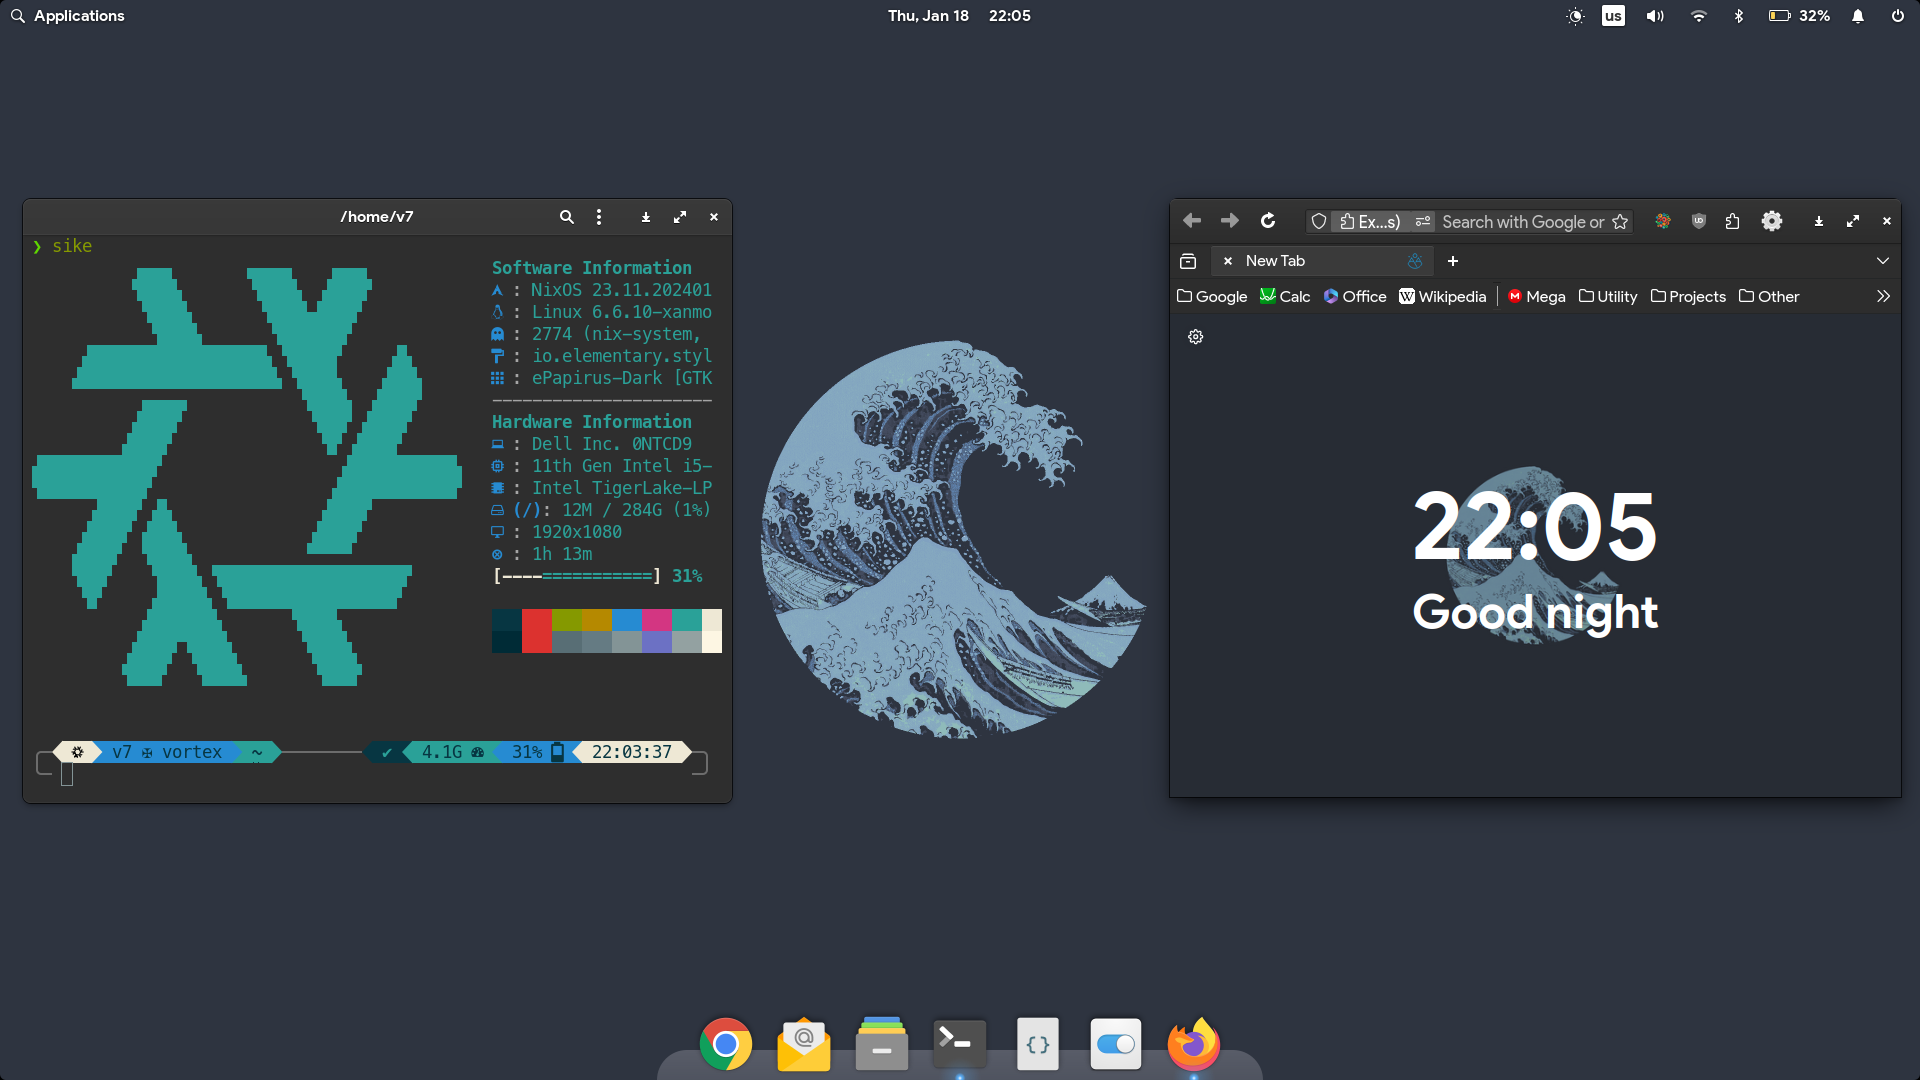 Applications
Thu, Jan 18 22:05
us
32%
/home/v7
❯ sike
Software Information
: NixOS 23.11.202401
: Linux 6.6.10-xanmo
: 2774 (nix-system,
: io.elementary.styl
: ePapirus-Dark [GTK
----------------------
Hardware Information
: Dell Inc. 0NTCD9
: 11th Gen Intel i5-
: Intel TigerLake-LP
(/): 12M / 284G (1%)
: 1920x1080
: 1h 13m
[----===========] 31%
v7 ✠ vortex ~ ✔ 4.1G 31% 22:03:37
Ex...s) Search with Google or
UO
New Tab
Google Calc Office W Wikipedia M Mega Utility Projects Other
22:05
Good night
@
{}